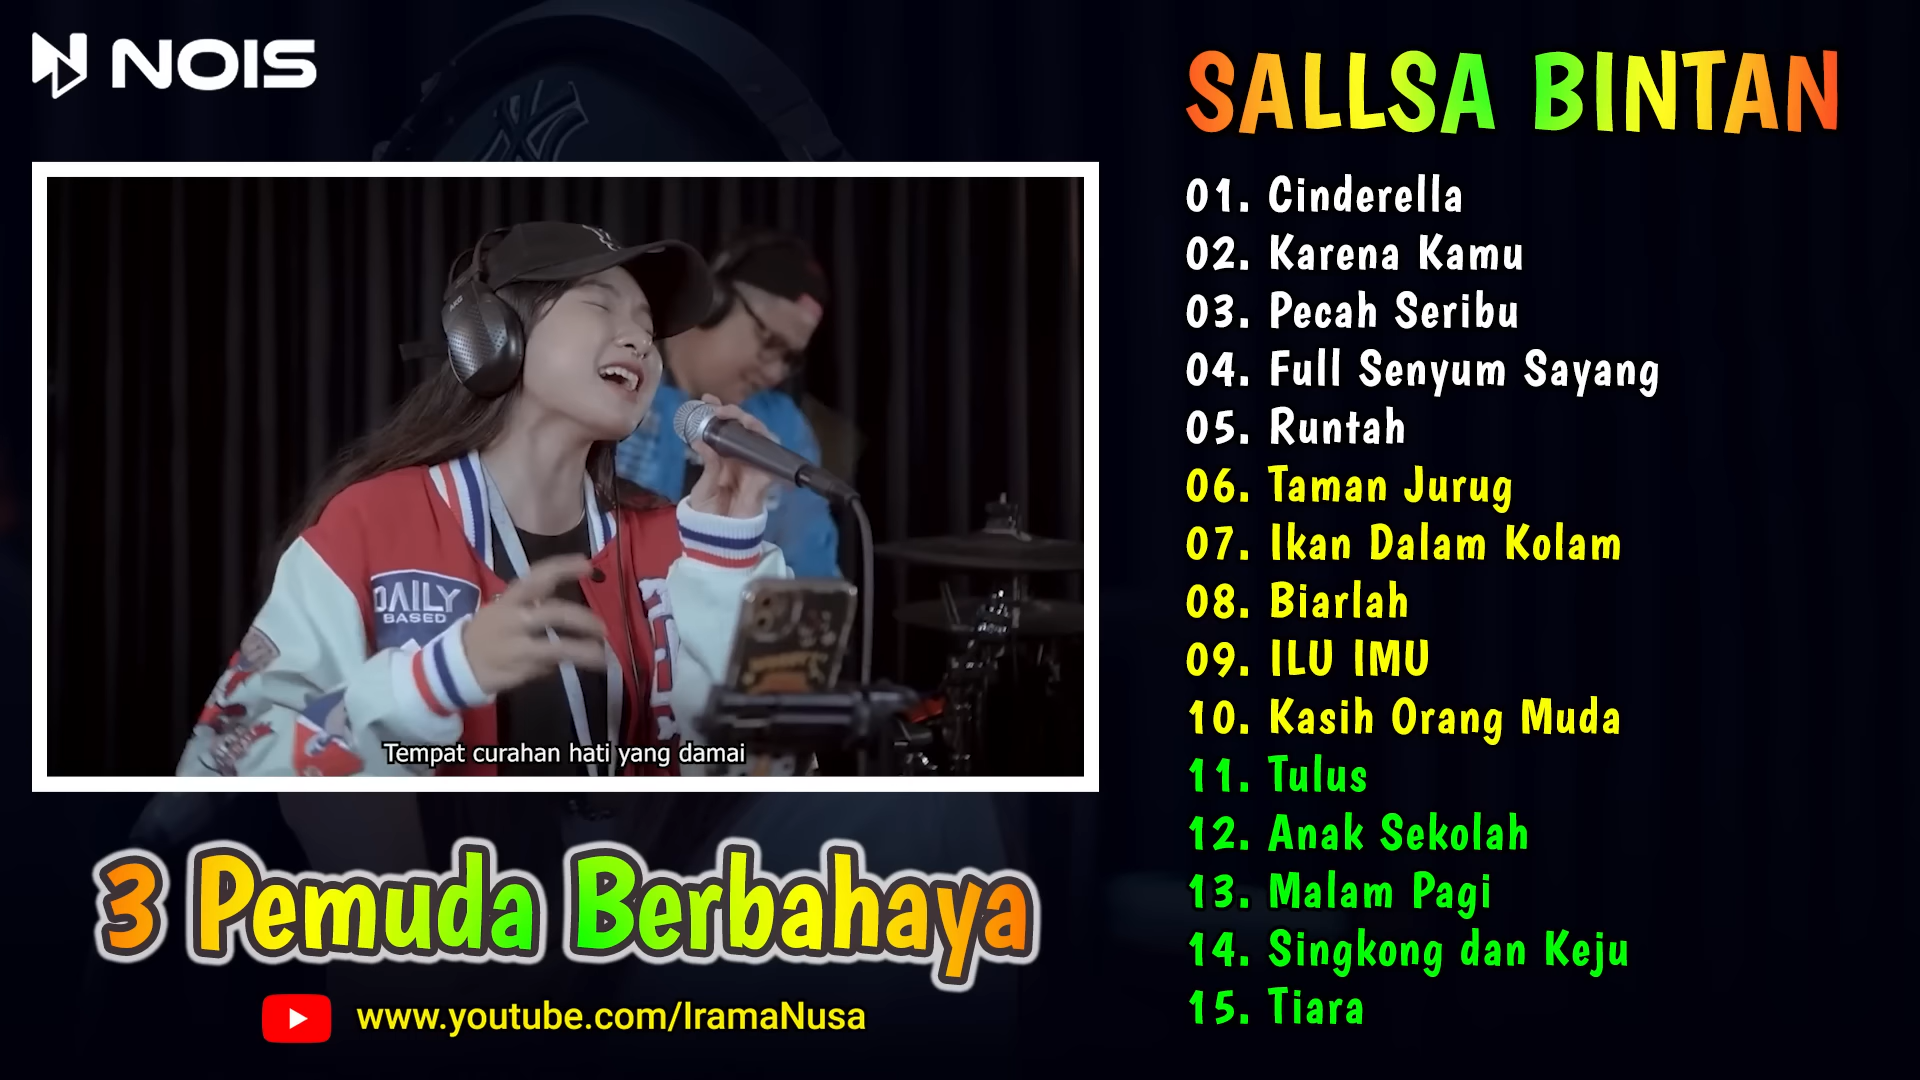 NOIS
SALLSA BINTAN
01. Cinderella
02. Karena Kamu
03. Pecah Seribu
04. Full Senyum Sayang
05. Runtah
06. Taman Jurug
07. Ikan Dalam Kolam
08. Biarlah
09. ILU IMU
10. Kasih Orang Muda
11. Tulus
12. Anak Sekolah
13. Malam Pagi
14. Singkong dan Keju
15. Tiara
AKG
DAILY
BASED
Tempat curahan hati yang damai
3 Pemuda Berbahaya
www.youtube.com/IramaNusa